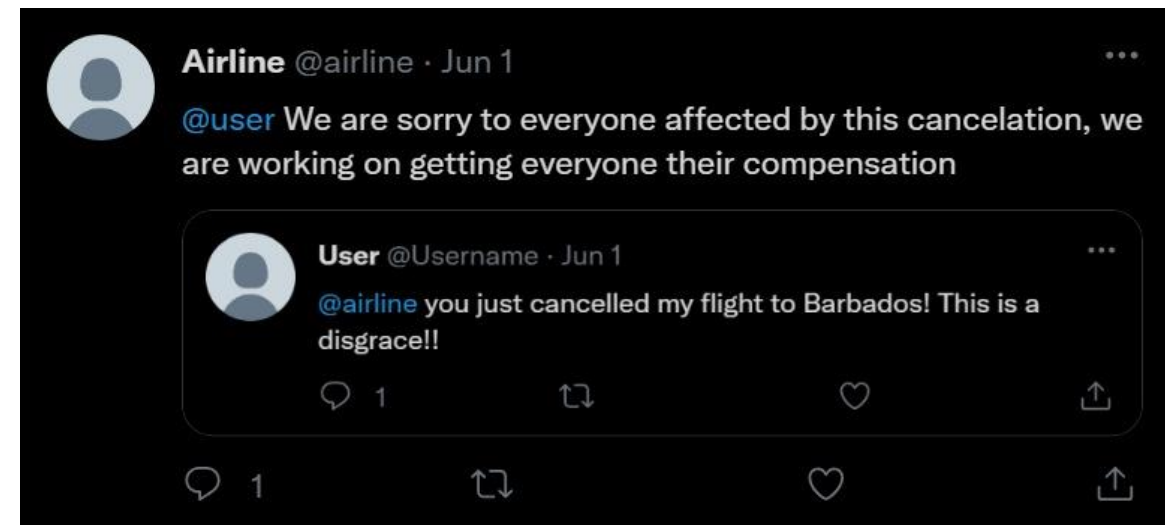 Airline @airline · Jun 1
@user We are sorry to everyone affected by this cancelation, we
are working on getting everyone their compensation
User @Username · Jun 1
@airline you just cancelled my flight to Barbados! This is a
disgrace!!
1
1